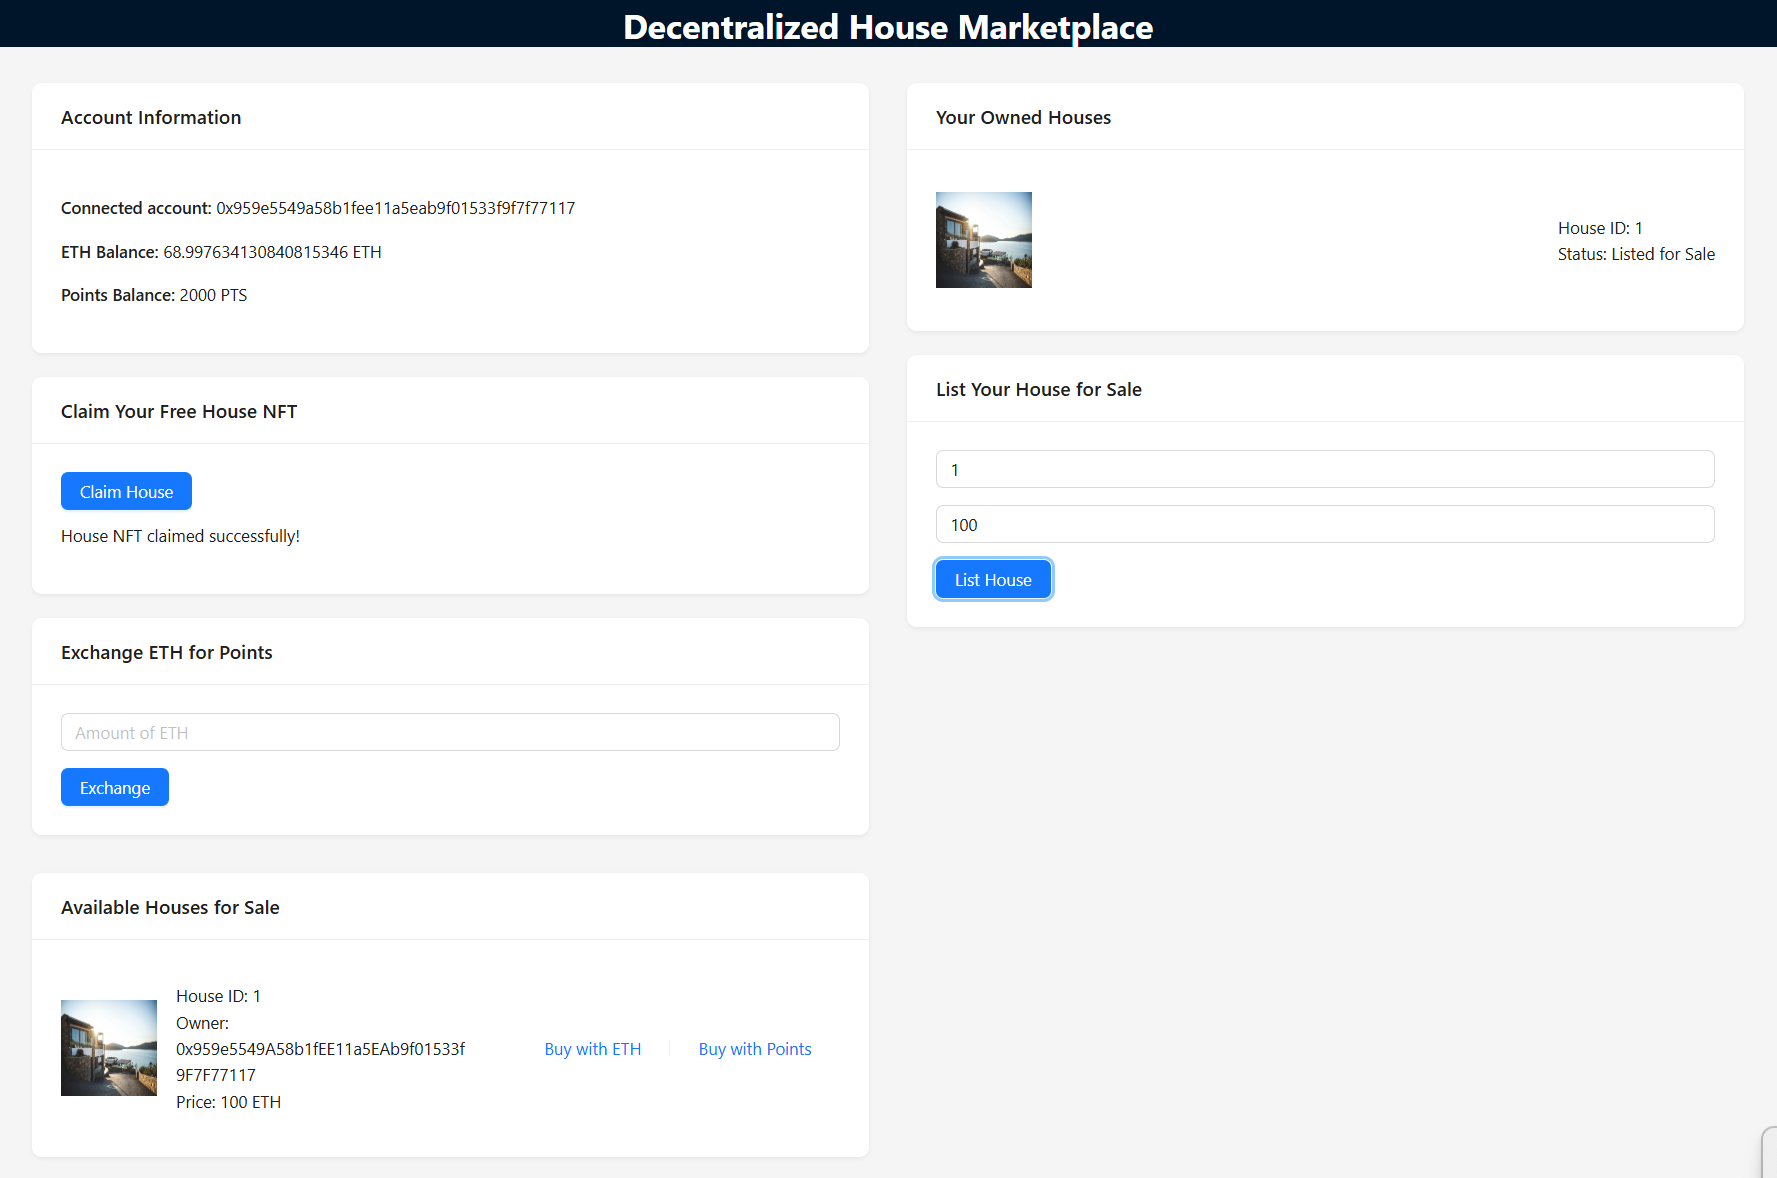 Decentralized House Marketplace
Account Information
Connected account: 0x959e5549a58b1fee11a5eab9f01533f9f7f77117
ETH Balance: 68.997634130840815346 ETH
Points Balance: 2000 PTS
Claim Your Free House NFT
Claim House
House NFT claimed successfully!
Exchange ETH for Points
Amount of ETH
Exchange
Available Houses for Sale
House ID: 1
Owner:
0x959e5549A58b1fEE11a5EAb9f01533f
9F7F77117
Price: 100 ETH
Buy with ETH
Buy with Points
Your Owned Houses
House ID: 1
Status: Listed for Sale
List Your House for Sale
1
100
List House